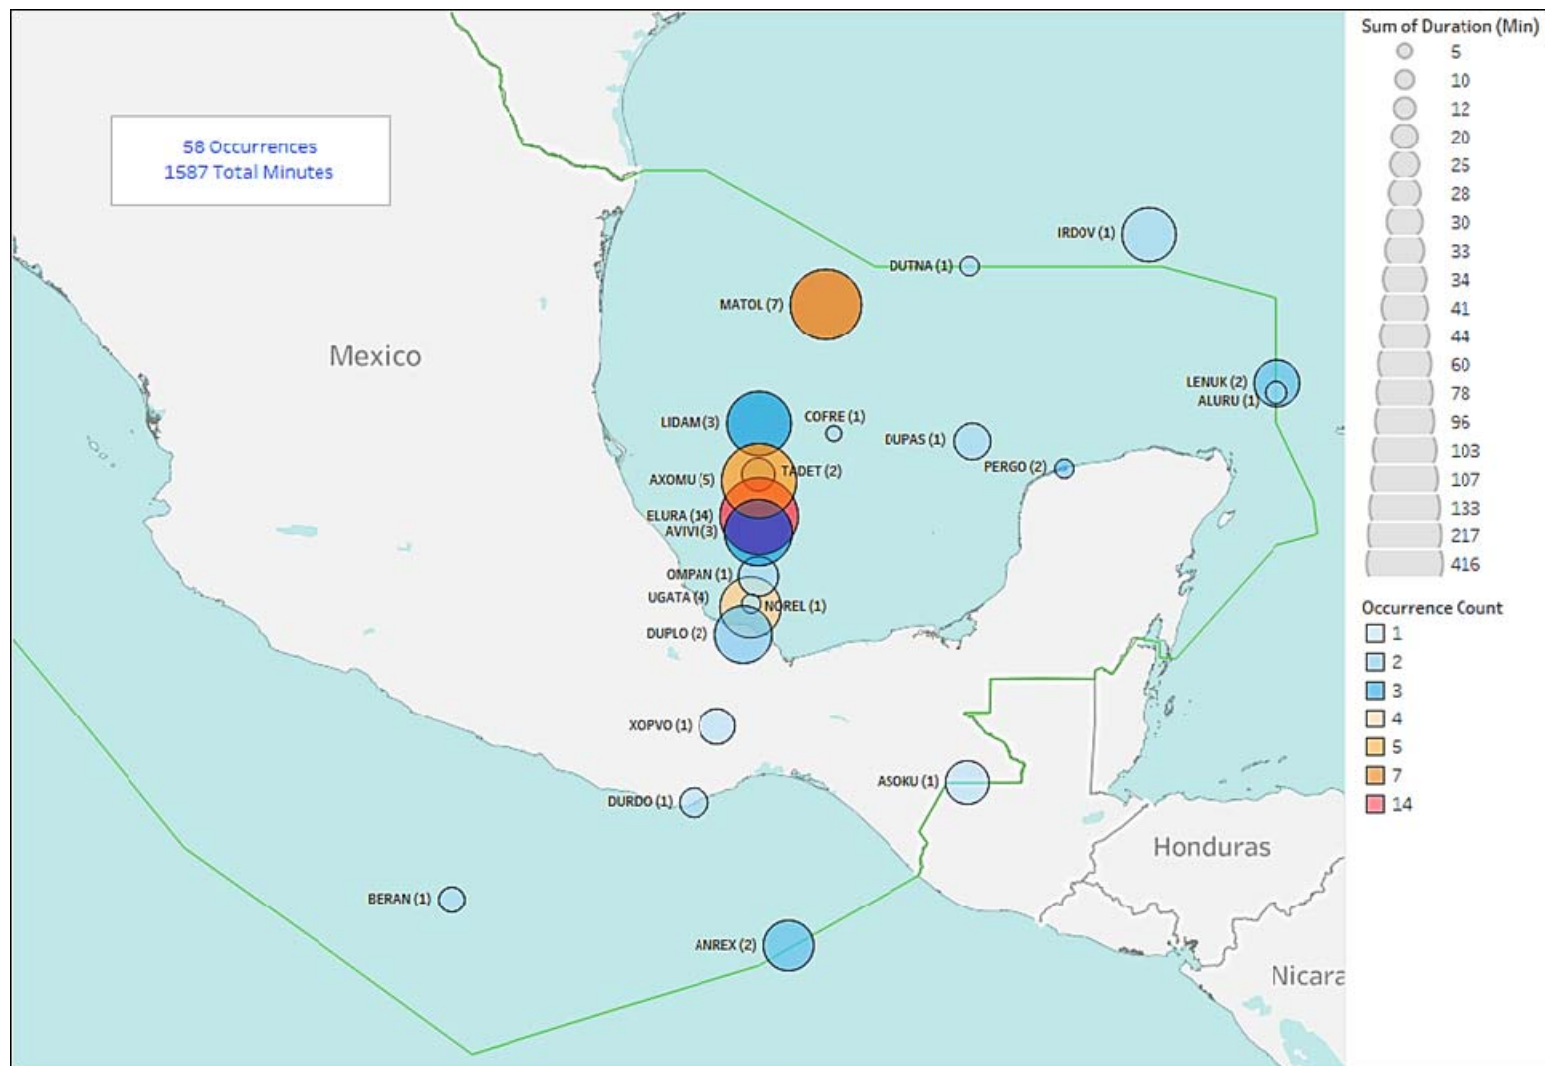 58 Occurrences
1587 Total Minutes
Mexico
IRDOV (1)
DUTNA (1)
MATOL (7)
LENUK (2)
ALURU (1)
LIDAM (3)
COFRE (1)
DUPAS (1)
PERGO (2)
TADET (2)
AXOMU (5)
ELURA (14)
AVIVI (3)
OMPAN (1)
UGATA (4)
NOREL (1)
DUPLO (2)
XOPVO (1)
ASOKU (1)
DURDO (1)
Honduras
BERAN (1)
ANREX (2)
Nicara
Sum of Duration (Min)
5
10
12
20
25
28
30
33
34
41
44
60
78
96
103
107
133
217
416
Occurrence Count
1
2
3
4
5
7
14